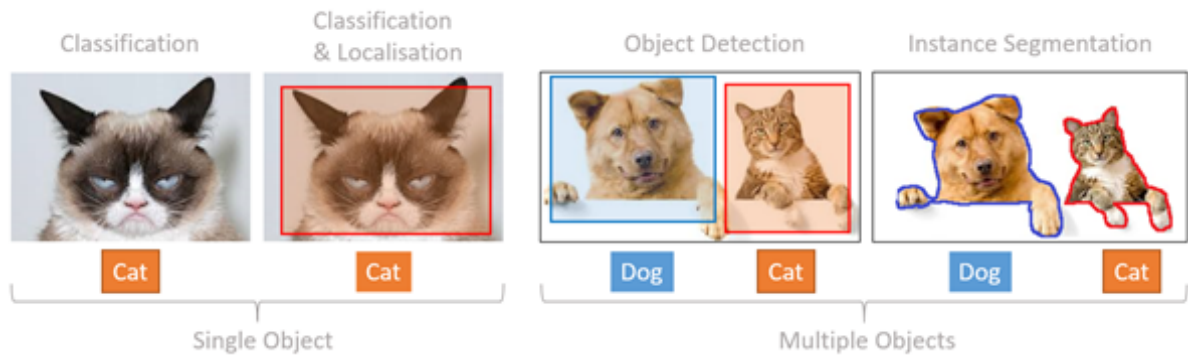 Classification
Classification
& Localisation
Object Detection
Instance Segmentation
Cat
Cat
Dog
Cat
Dog
Cat
Single Object
Multiple Objects